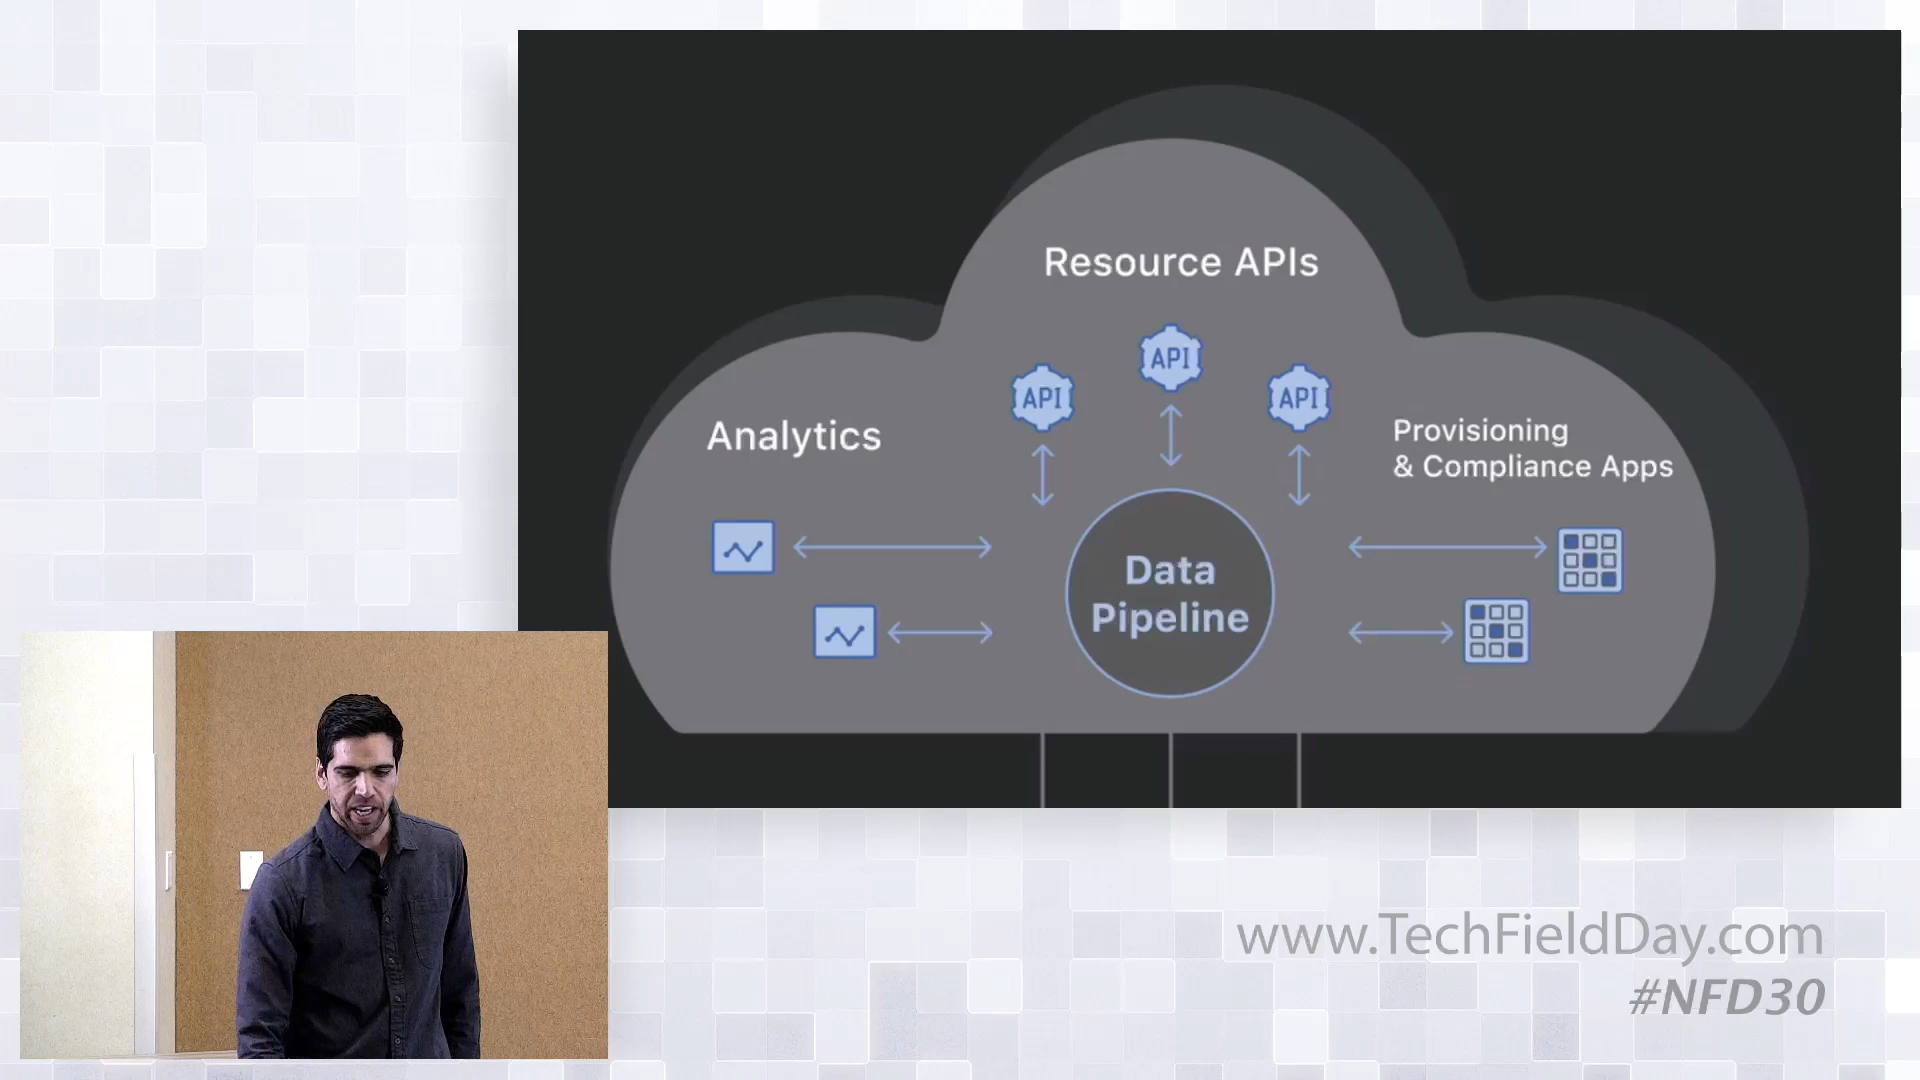 Resource APIs
API
API
API
Analytics
Provisioning
& Compliance Apps
Data
Pipeline
www.TechFieldDay.com
#NFD30